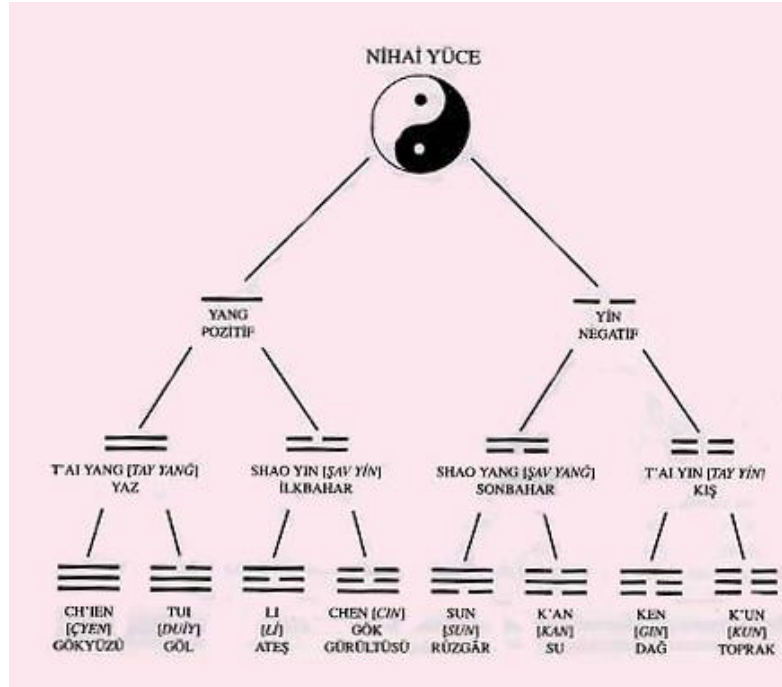 NİHAİ YÜCE
YANG
POZİTİF
YİN
NEGATİF
T'AI YANG [TAY YANĞ]
YAZ
SHAO YIN [ŞAV YİN]
İLKBAHAR
SHAO YANG [ŞAV YANĞ]
SONBAHAR
T'AI YIN [TAY YİN]
KIŞ
CH'IEN
[ÇYEN]
GÖKYÜZÜ
TUI
[DUİY]
GÖL
LI
[Lİ]
ATEŞ
CHEN [CIN]
GÖK
GÜRÜLTÜSÜ
SUN
[SUN]
RÜZGÂR
K'AN
[KAN]
SU
KEN
[GIN]
DAĞ
K'UN
[KUN]
TOPRAK